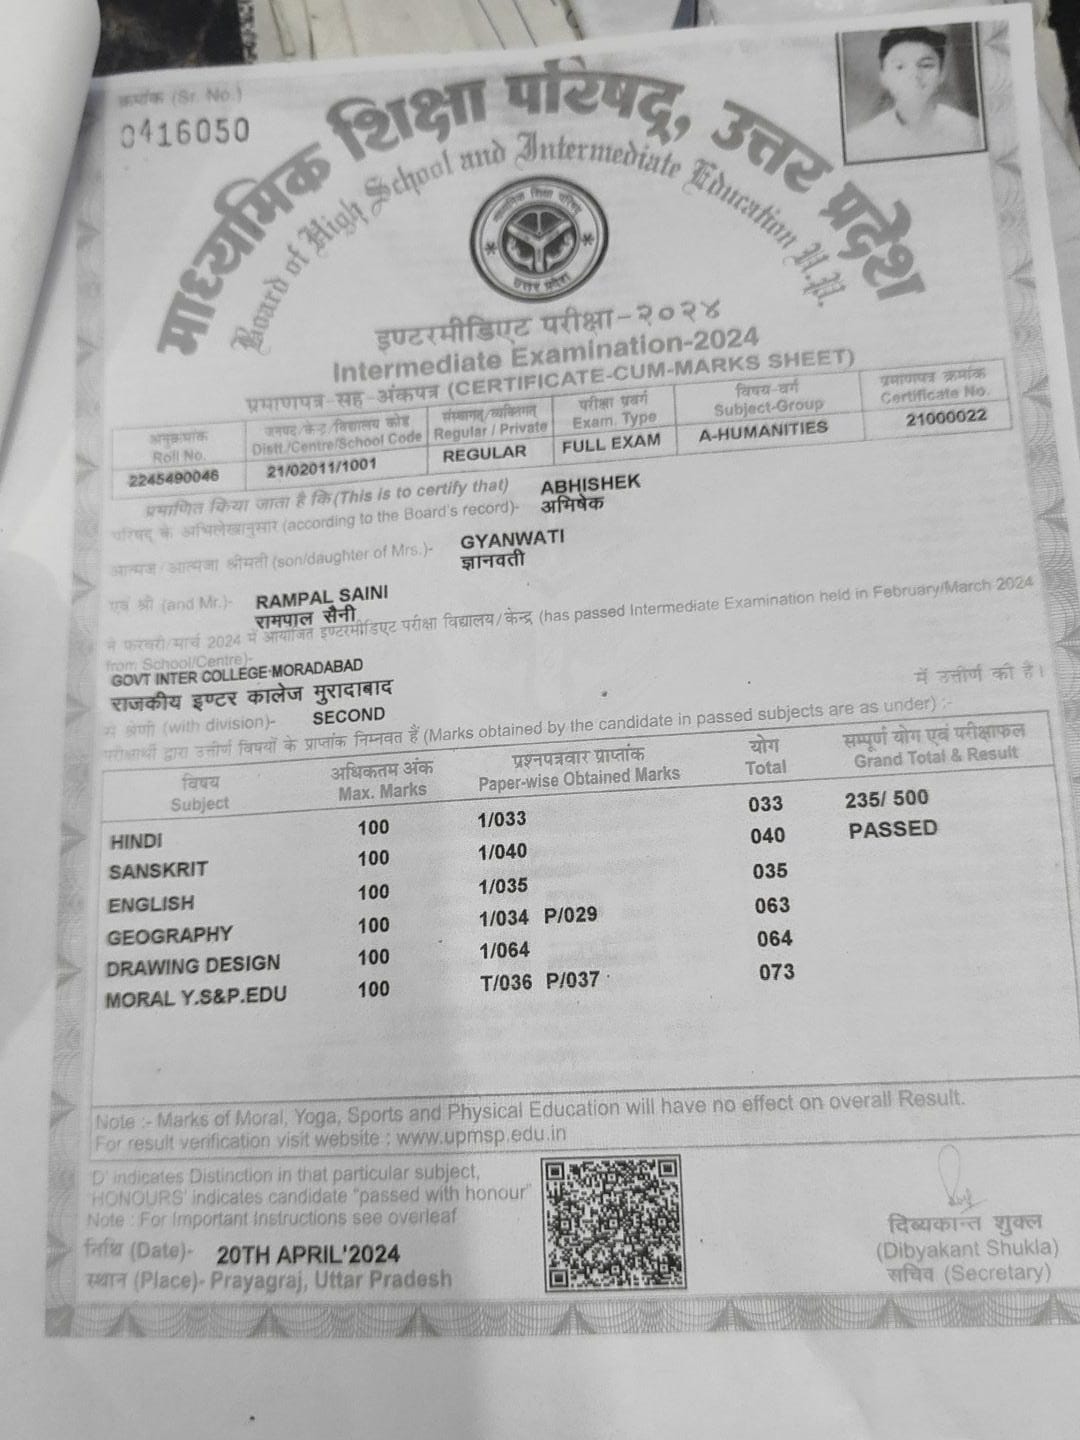 क्रमांक (Sr. No.)
0416050
माध्यमिक शिक्षा परिषद्, उत्तर प्रदेश
Board of High School and Intermediate Education U.P.
माध्यमिक शिक्षा परिषद्
उत्तर प्रदेश
इण्टरमीडिएट परीक्षा-२०२४
Intermediate Examination-2024
प्रमाणपत्र-सह-अंकपत्र (CERTIFICATE-CUM-MARKS SHEET)
अनुक्रमांक जनपद/केन्द्र/विद्यालय कोड संस्थागत/व्यक्तिगत परीक्षा प्रवर्ग विषय-वर्ग प्रमाणपत्र क्रमांक
Roll No. Distt./Centre/School Code Regular / Private Exam. Type Subject-Group Certificate No.
2245490046 21/02011/1001 REGULAR FULL EXAM A-HUMANITIES 21000022
प्रमाणित किया जाता है कि (This is to certify that) ABHISHEK
परिषद् के अभिलेखानुसार (according to the Board's record)- अभिषेक
आत्मज/आत्मजा श्रीमती (son/daughter of Mrs.)- GYANWATI
ज्ञानवती
एवं श्री (and Mr.)- RAMPAL SAINI
रामपाल सैनी
ने फरवरी/मार्च 2024 में आयोजित इण्टरमीडिएट परीक्षा विद्यालय/केन्द्र (has passed Intermediate Examination held in February/March 2024
from School/Centre)-
GOVT INTER COLLEGE MORADABAD
राजकीय इण्टर कालेज मुरादाबाद में उत्तीर्ण की है।
में श्रेणी (with division)- SECOND
परीक्षार्थी द्वारा उत्तीर्ण विषयों के प्राप्तांक निम्नवत हैं (Marks obtained by the candidate in passed subjects are as under) :-
विषय अधिकतम अंक प्रश्नपत्रवार प्राप्तांक योग सम्पूर्ण योग एवं परीक्षाफल
Subject Max. Marks Paper-wise Obtained Marks Total Grand Total & Result
HINDI 100 1/033 033 235/ 500
SANSKRIT 100 1/040 040 PASSED
ENGLISH 100 1/035 035
GEOGRAPHY 100 1/034 P/029 063
DRAWING DESIGN 100 1/064 064
MORAL Y.S&P.EDU 100 T/036 P/037 073
Note :- Marks of Moral, Yoga, Sports and Physical Education will have no effect on overall Result.
For result verification visit website : www.upmsp.edu.in
'D' indicates Distinction in that particular subject,
'HONOURS' indicates candidate "passed with honour"
Note : For Important Instructions see overleaf
तिथि (Date)- 20TH APRIL'2024
स्थान (Place)- Prayagraj, Uttar Pradesh
दिब्यकान्त शुक्ल
(Dibyakant Shukla)
सचिव (Secretary)